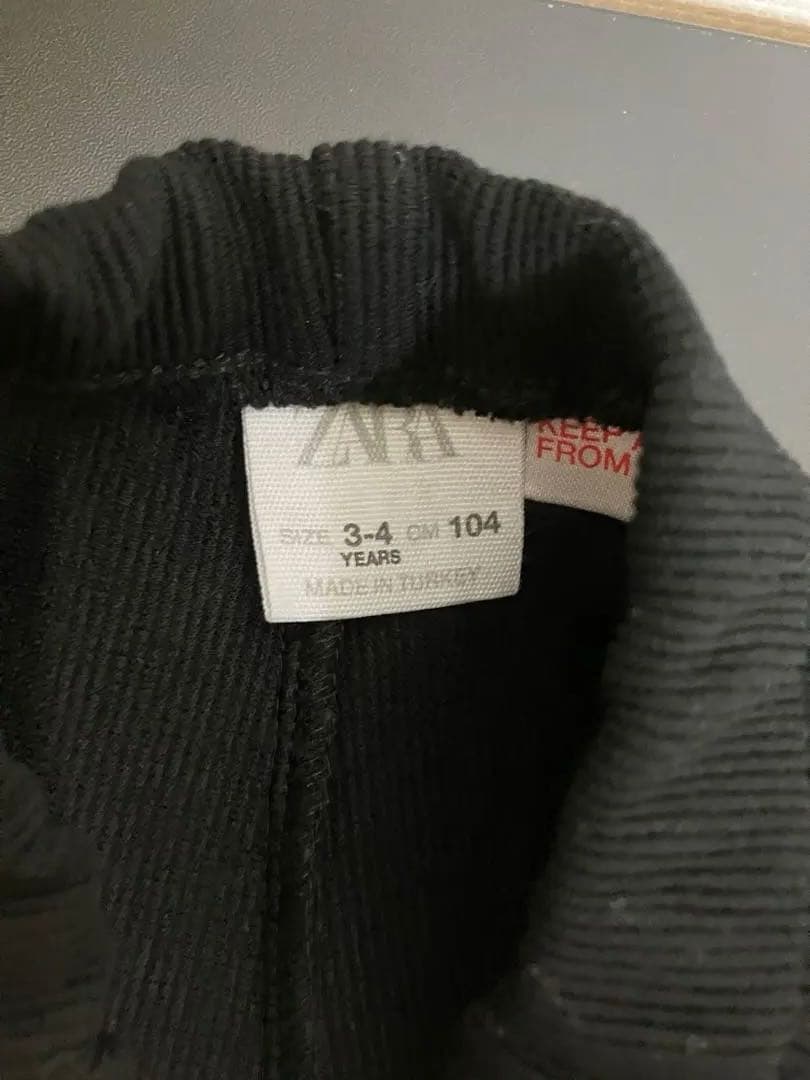 ZARA
SIZE 3-4 CM 104
YEARS
MADE IN TURKEY
KEEP
FROM